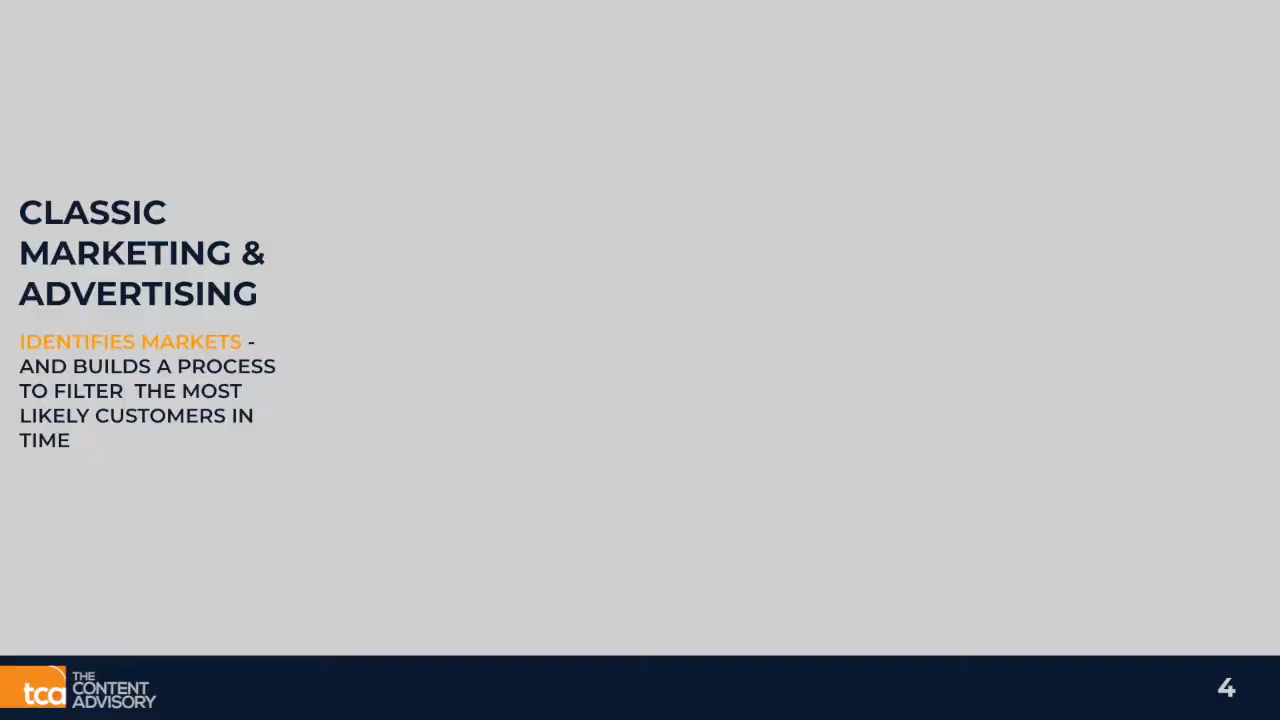 CLASSIC
MARKETING &
ADVERTISING
IDENTIFIES MARKETS -
AND BUILDS A PROCESS
TO FILTER THE MOST
LIKELY CUSTOMERS IN
TIME
tca
THE
CONTENT
ADVISORY
4